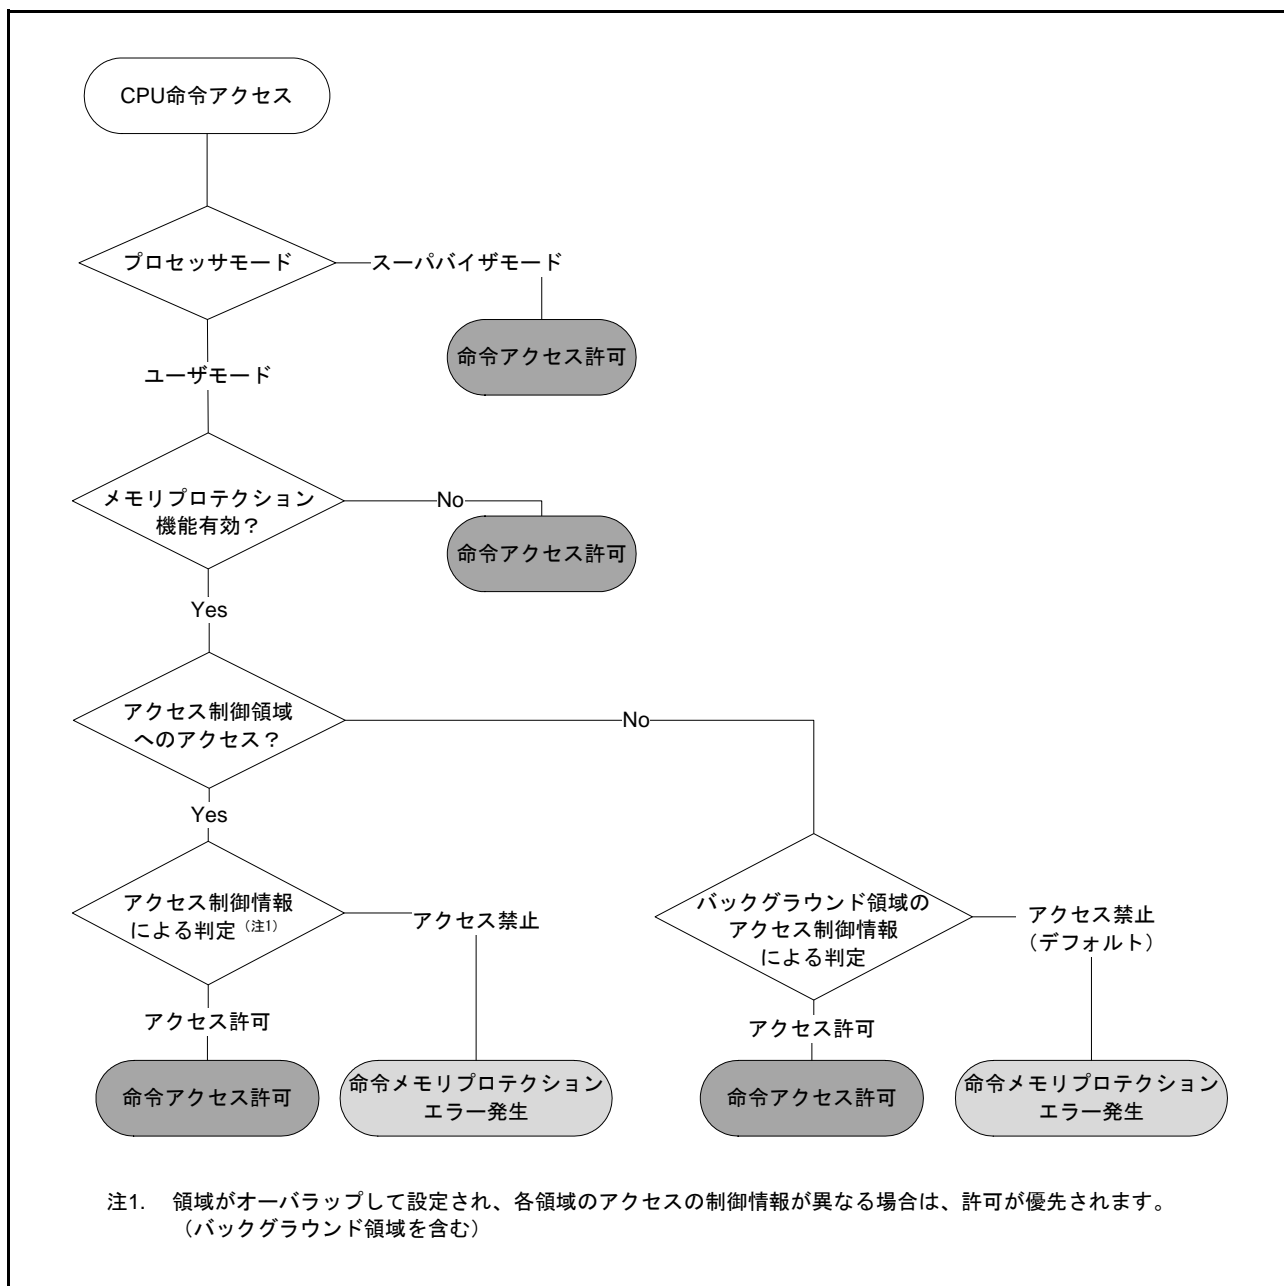 CPU命令アクセス
プロセッサモード
スーパバイザモード
命令アクセス許可
ユーザモード
メモリプロテクション
機能有効？
No
命令アクセス許可
Yes
アクセス制御領域
へのアクセス？
No
Yes
アクセス制御情報
による判定（注1）
アクセス禁止
バックグラウンド領域の
アクセス制御情報
による判定
アクセス禁止
（デフォルト）
アクセス許可
アクセス許可
命令アクセス許可
命令メモリプロテクション
エラー発生
命令アクセス許可
命令メモリプロテクション
エラー発生
注1. 領域がオーバラップして設定され、各領域のアクセスの制御情報が異なる場合は、許可が優先されます。
（バックグラウンド領域を含む）